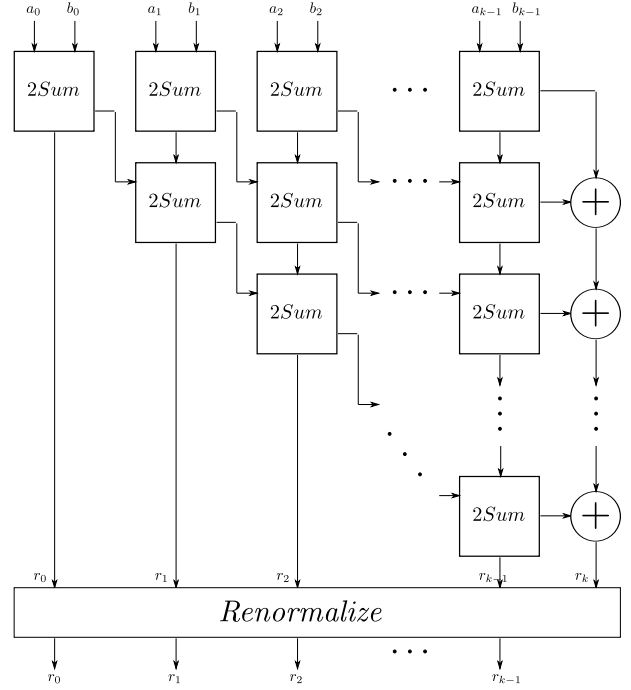 a₀ b₀ a₁ b₁ a₂ b₂ aₖ₋₁ bₖ₋₁
2Sum 2Sum 2Sum ··· 2Sum
2Sum 2Sum ··· 2Sum +
2Sum ··· 2Sum +
2Sum +
r₀ r₁ r₂ rₖ₋₁ rₖ
Renormalize
r₀ r₁ r₂ ··· rₖ₋₁